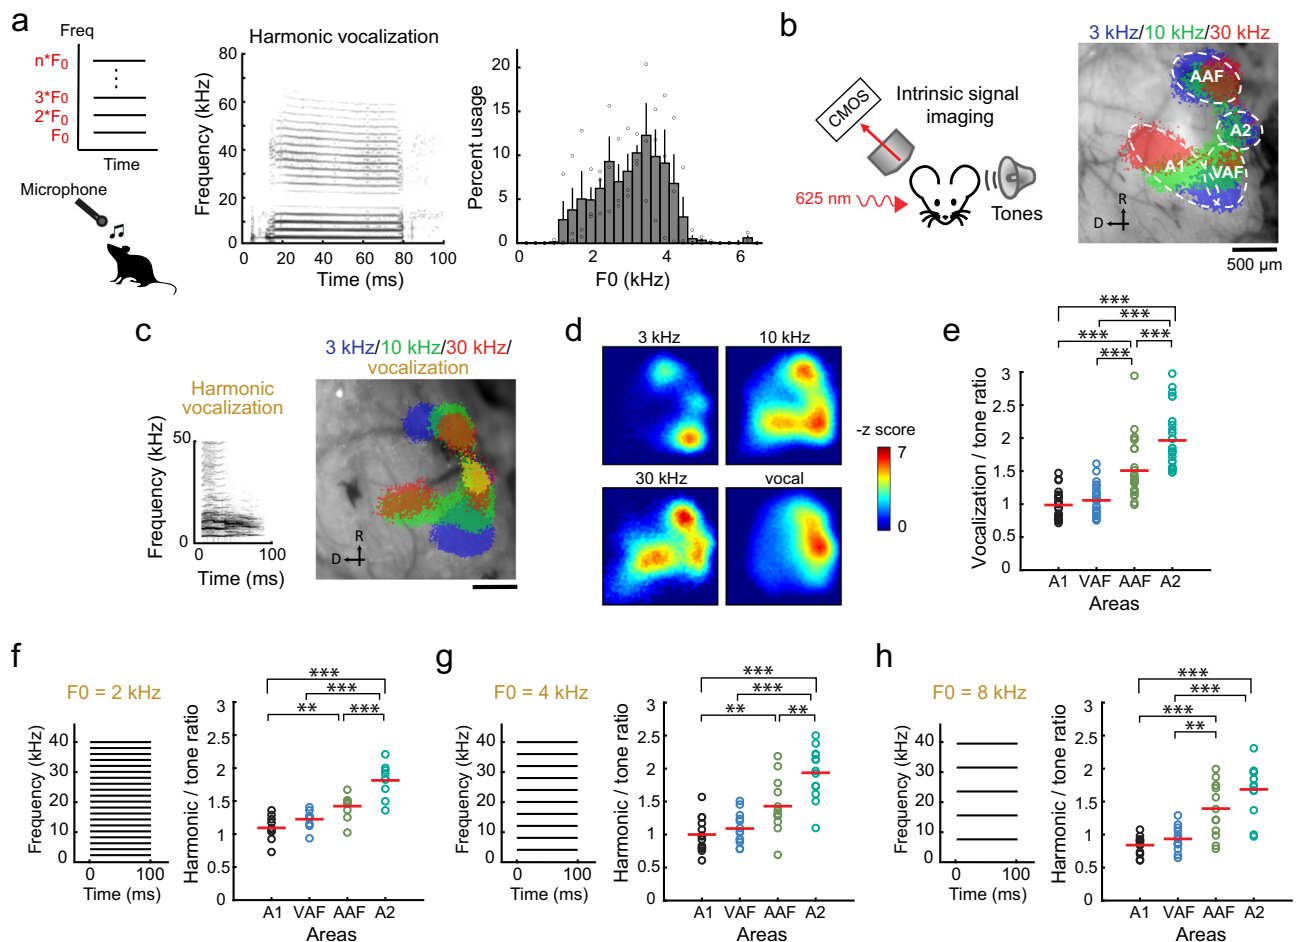 a
Freq
n*F0
3*F0
2*F0
F0
Time
Microphone
Harmonic vocalization
Frequency (kHz)
80
60
40
20
0
0 20 40 60 80 100
Time (ms)
Percent usage
20
15
10
5
0
0 2 4 6
F0 (kHz)
b
CMOS
Intrinsic signal
imaging
625 nm
Tones
3 kHz/10 kHz/30 kHz
AAF
A2
A1
VAF
R
D
500 µm
c
Harmonic
vocalization
Frequency (kHz)
50
0
0 100
Time (ms)
3 kHz/10 kHz/30 kHz/
vocalization
R
D
d
3 kHz
10 kHz
30 kHz
vocal
-z score
7
0
e
***
***
*** ***
***
Vocalization / tone ratio
3
2.5
2
1.5
1
0.5
0
A1 VAF AAF A2
Areas
f
F0 = 2 kHz
Frequency (kHz)
40
30
20
10
0
0 100
Time (ms)
***
***
** ***
Harmonic / tone ratio
3
2.5
2
1.5
1
0.5
0
A1 VAF AAF A2
Areas
g
F0 = 4 kHz
Frequency (kHz)
40
30
20
10
0
0 100
Time (ms)
***
***
** **
Harmonic / tone ratio
3
2.5
2
1.5
1
0.5
0
A1 VAF AAF A2
Areas
h
F0 = 8 kHz
Frequency (kHz)
40
30
20
10
0
0 100
Time (ms)
***
***
***
**
Harmonic / tone ratio
3
2.5
2
1.5
1
0.5
0
A1 VAF AAF A2
Areas